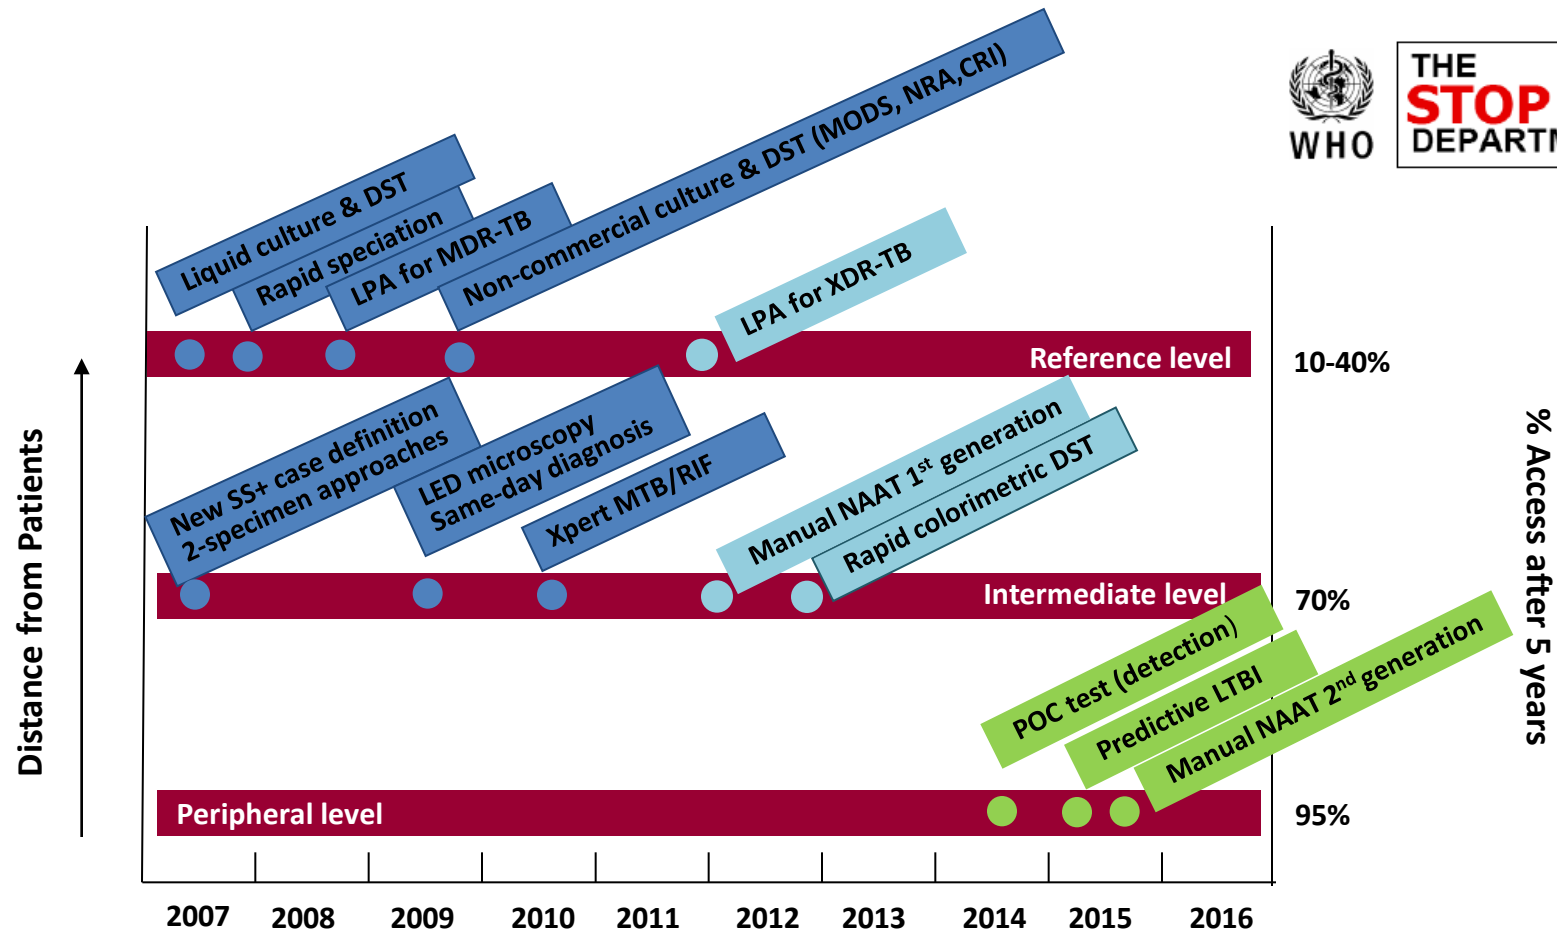 WHO
THE
STOP
DEPARTM
Liquid culture & DST
Rapid speciation
LPA for MDR-TB
Non-commercial culture & DST (MODS, NRA,CRI)
LPA for XDR-TB
Reference level
10-40%
New SS+ case definition
2-specimen approaches
LED microscopy
Same-day diagnosis
Xpert MTB/RIF
Manual NAAT 1st generation
Rapid colorimetric DST
Intermediate level
70%
POC test (detection)
Predictive LTBI
Manual NAAT 2nd generation
Peripheral level
95%
Distance from Patients
% Access after 5 years
2007 2008 2009 2010 2011 2012 2013 2014 2015 2016